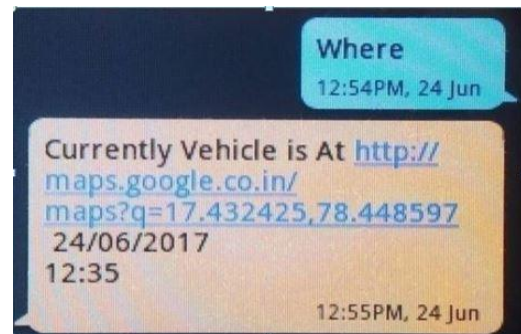 Where
12:54PM, 24 Jun
Currently Vehicle is At http://
maps.google.co.in/
maps?q=17.432425,78.448597
24/06/2017
12:35
12:55PM, 24 Jun